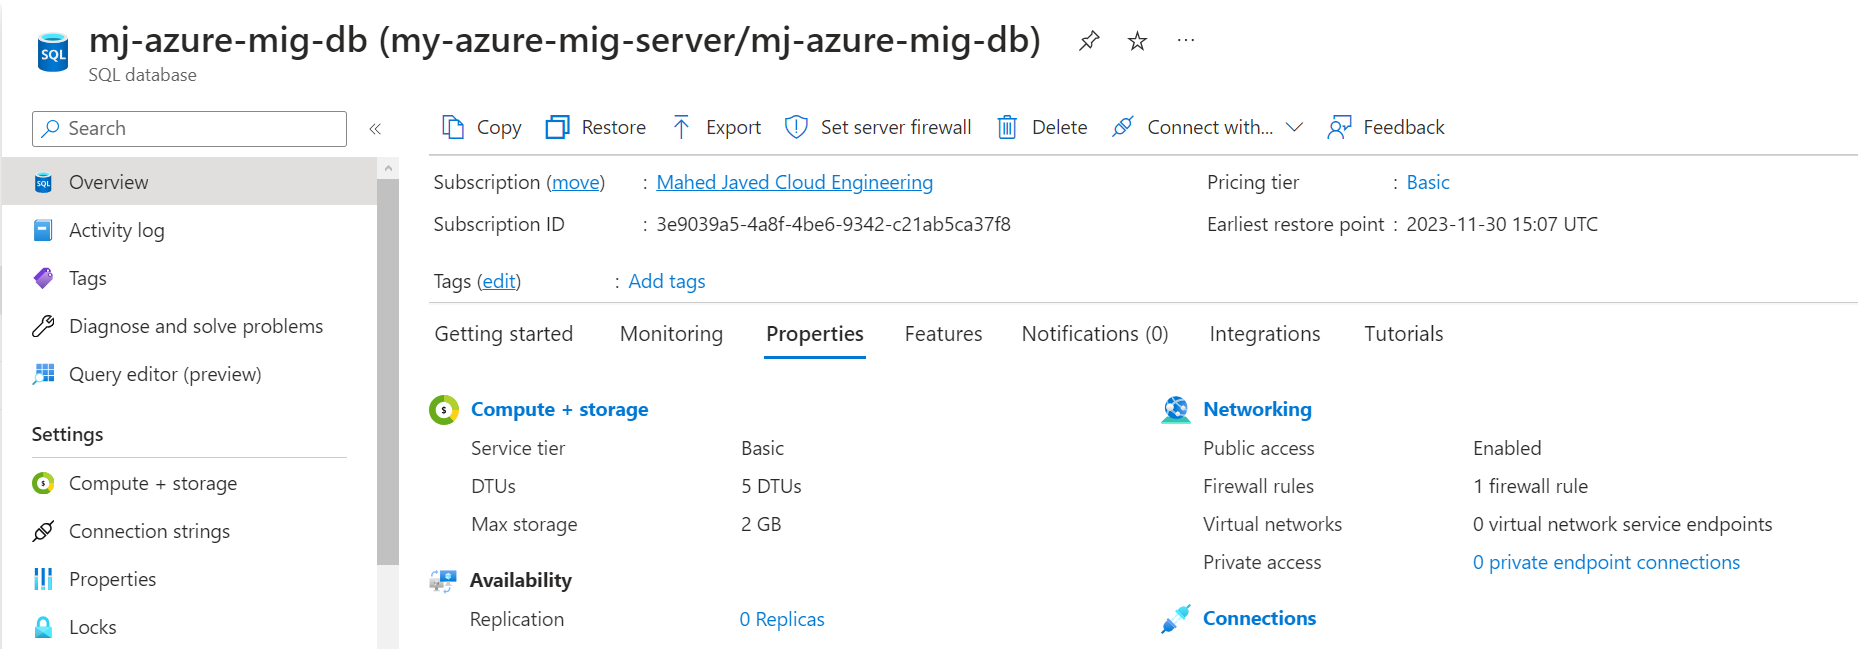 mj-azure-mig-db (my-azure-mig-server/mj-azure-mig-db)
SQL
SQL database
Search
Copy
Restore
Export
Set server firewall
Delete
Connect with...
Feedback
Overview
Activity log
Tags
Diagnose and solve problems
Query editor (preview)
Settings
Compute + storage
Connection strings
Properties
Locks
Subscription (move) : Mahed Javed Cloud Engineering
Subscription ID : 3e9039a5-4a8f-4be6-9342-c21ab5ca37f8
Tags (edit) : Add tags
Pricing tier : Basic
Earliest restore point : 2023-11-30 15:07 UTC
Getting started Monitoring Properties Features Notifications (0) Integrations Tutorials
Compute + storage
Service tier Basic
DTUs 5 DTUs
Max storage 2 GB
Availability
Replication 0 Replicas
Networking
Public access Enabled
Firewall rules 1 firewall rule
Virtual networks 0 virtual network service endpoints
Private access 0 private endpoint connections
Connections